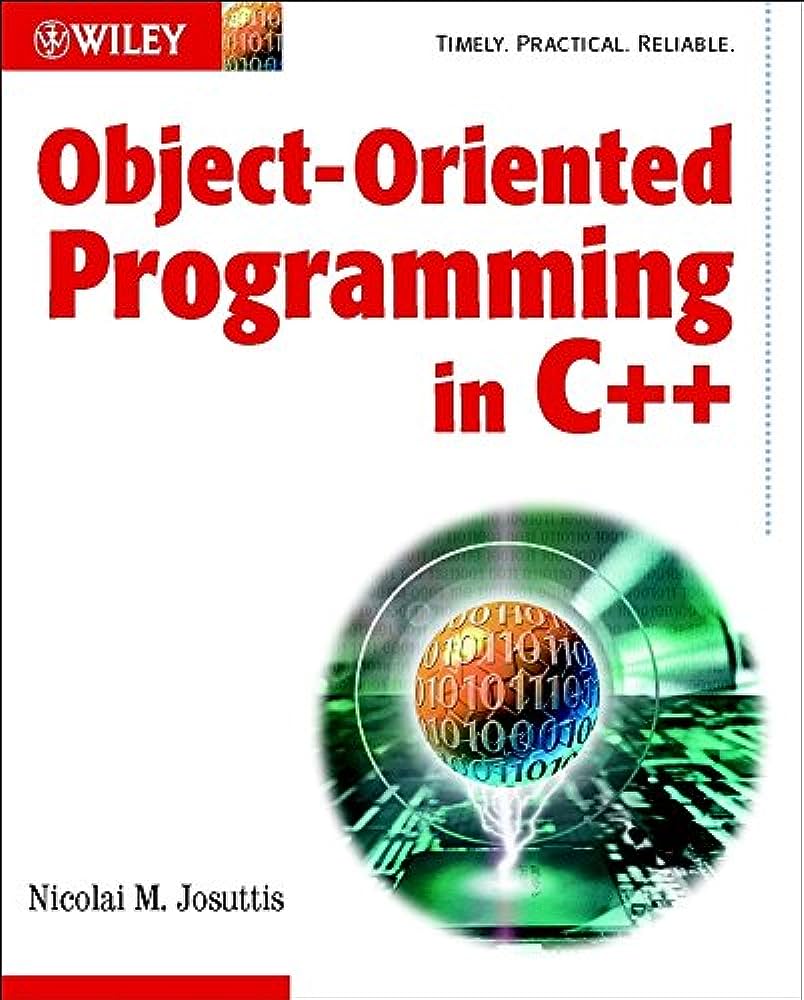 WILEY
TIMELY. PRACTICAL. RELIABLE.
Object-Oriented
Programming
in C++
Nicolai M. Josuttis